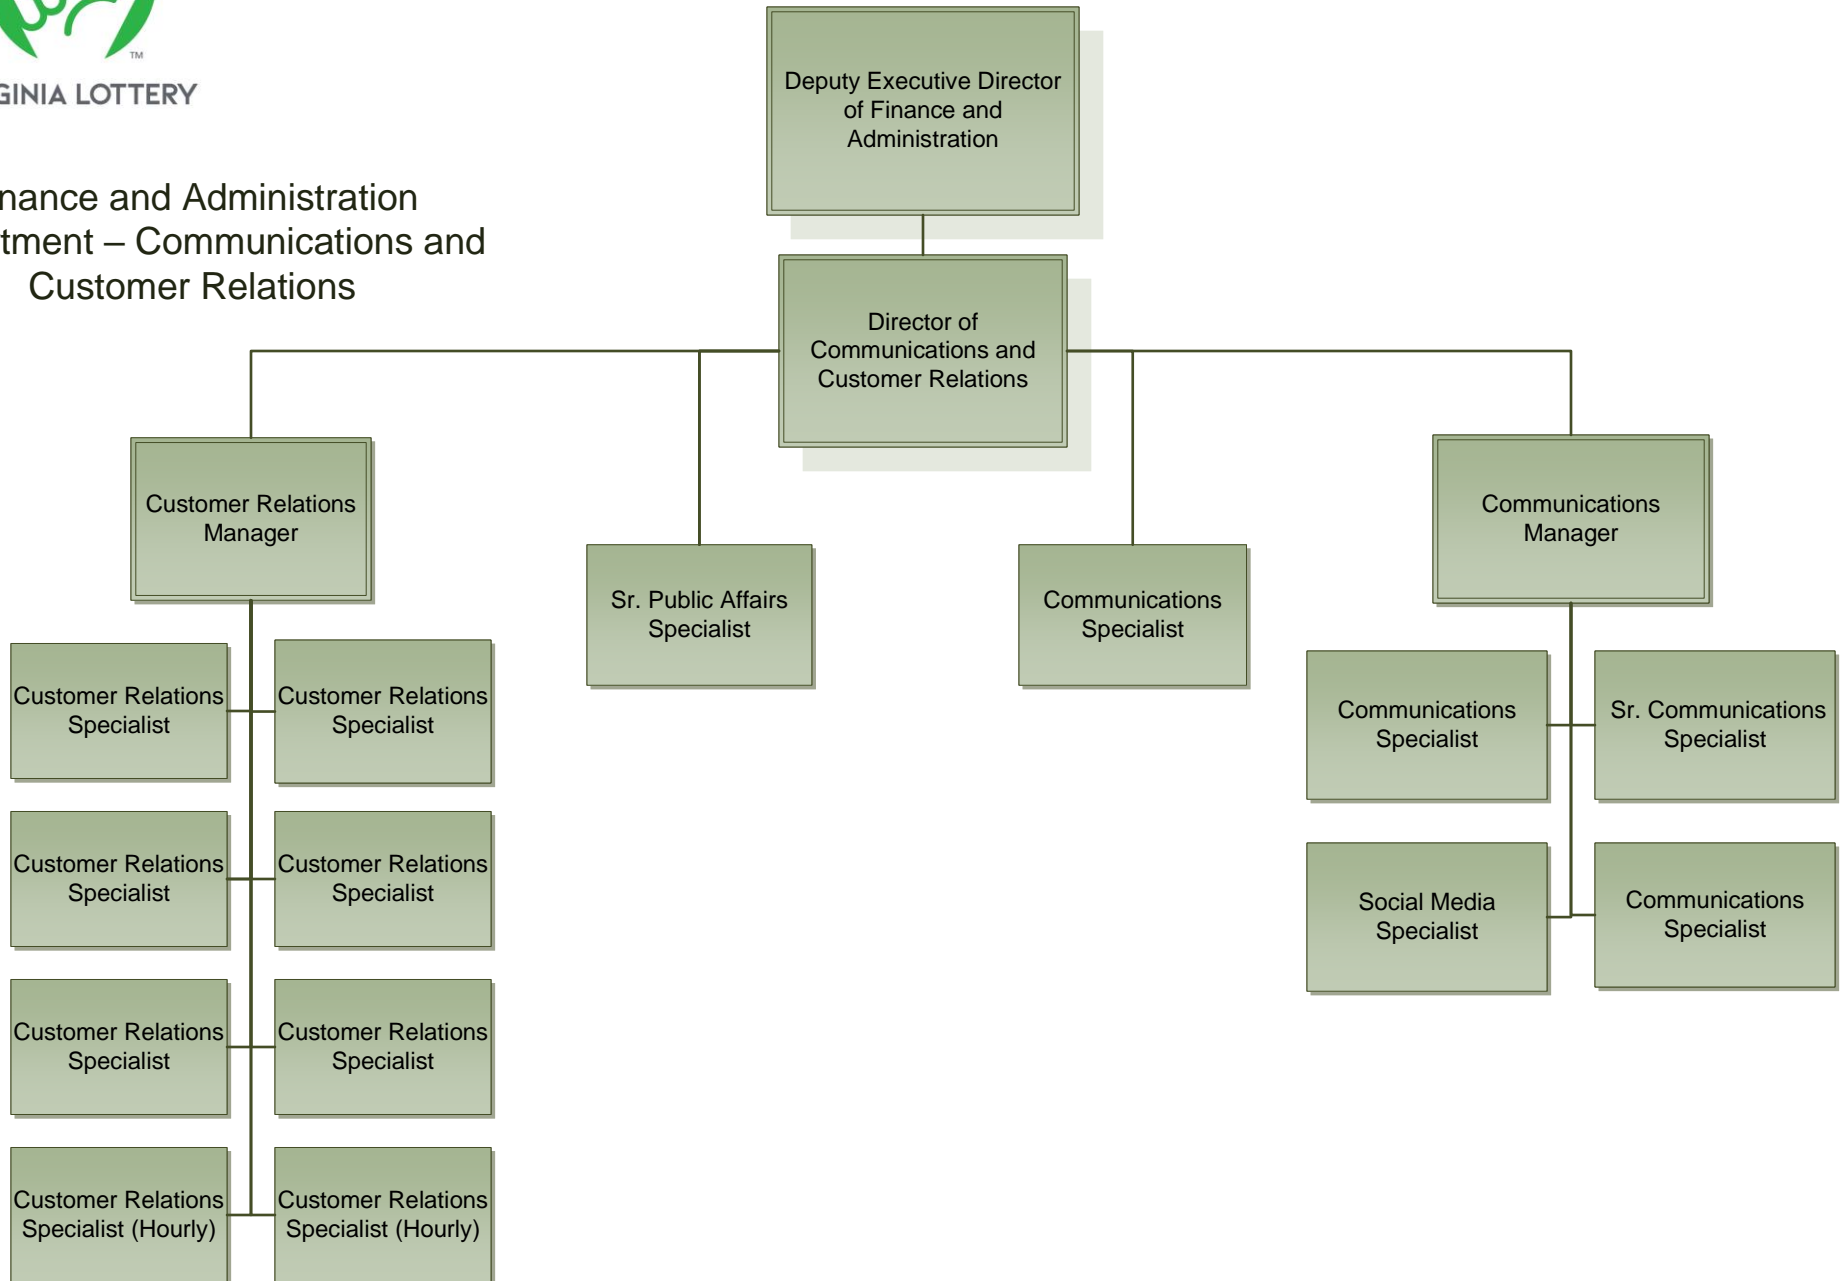 TM
GINIA LOTTERY
nance and Administration
tment – Communications and
Customer Relations
Deputy Executive Director
of Finance and
Administration
Director of
Communications and
Customer Relations
Customer Relations
Manager
Sr. Public Affairs
Specialist
Communications
Specialist
Communications
Manager
Customer Relations
Specialist
Customer Relations
Specialist
Communications
Specialist
Sr. Communications
Specialist
Customer Relations
Specialist
Customer Relations
Specialist
Social Media
Specialist
Communications
Specialist
Customer Relations
Specialist
Customer Relations
Specialist
Customer Relations
Specialist (Hourly)
Customer Relations
Specialist (Hourly)